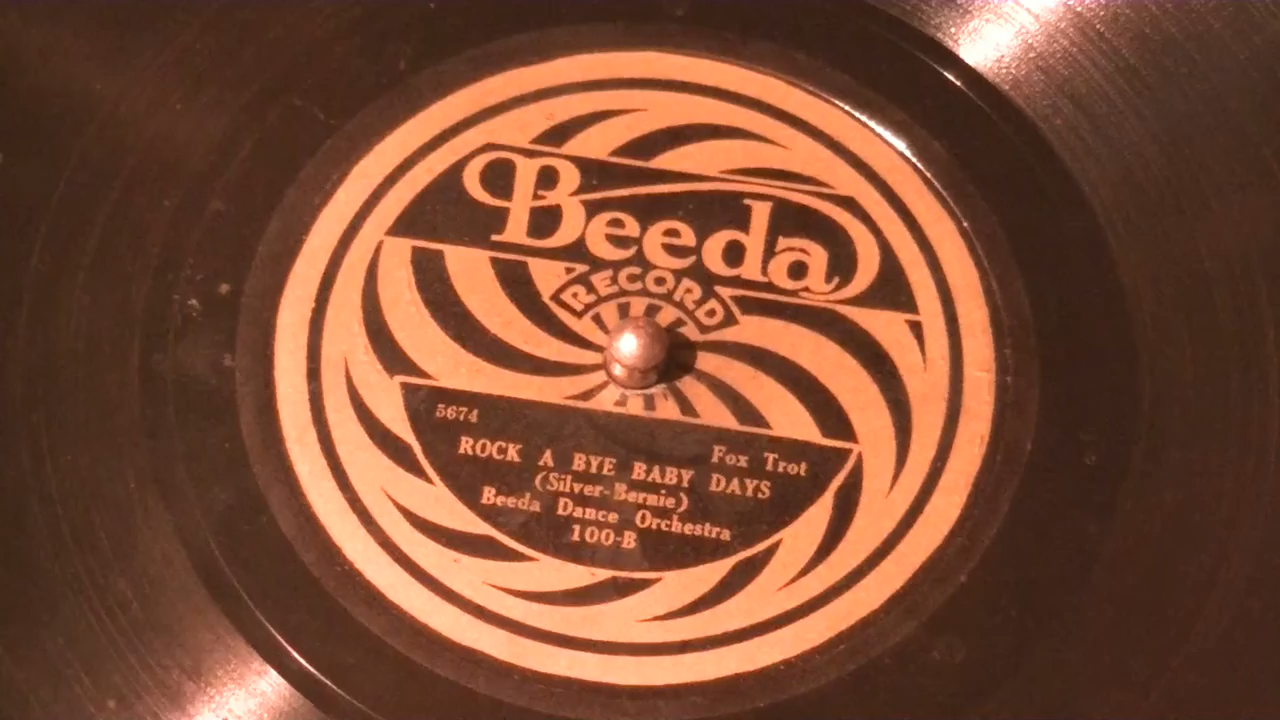 Beeda
RECORD
5674
Fox Trot
ROCK A BYE BABY DAYS
(Silver-Bernie)
Beeda Dance Orchestra
100-B